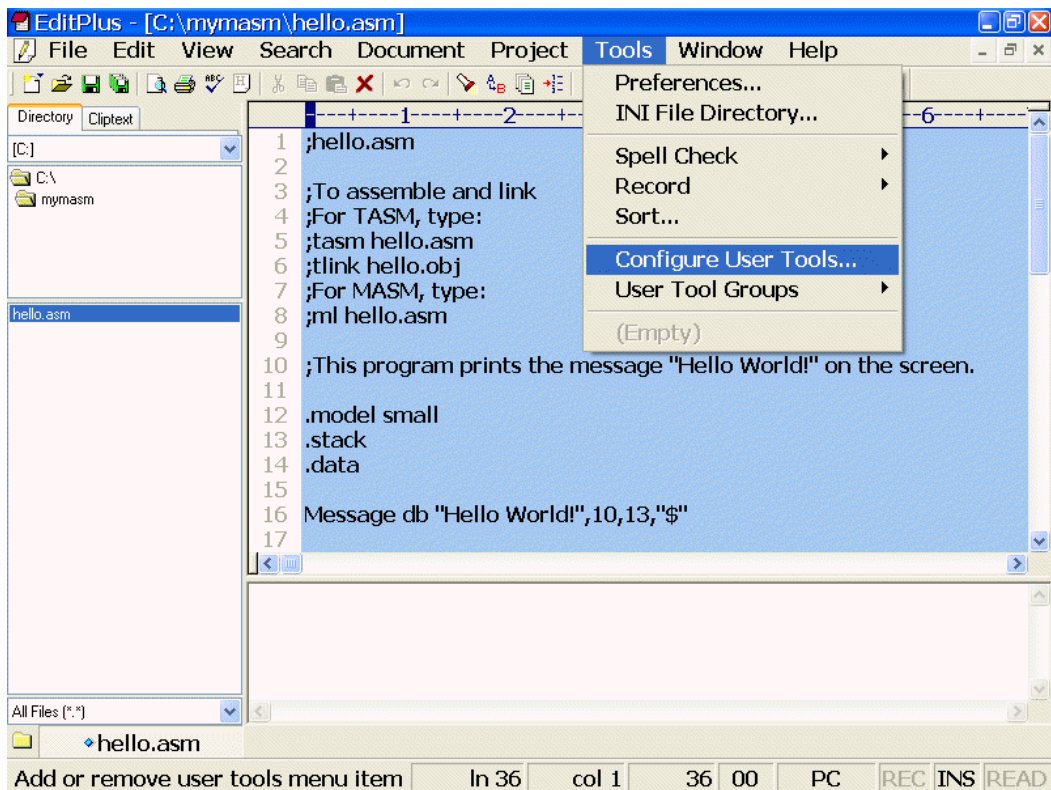 EditPlus - [C:\mymasm\hello.asm]
File Edit View Search Document Project Tools Window Help
Preferences...
INI File Directory...
Spell Check
Record
Sort...
Configure User Tools...
User Tool Groups
(Empty)
Directory Cliptext
[C:]
C:\
mymasm
hello.asm
All Files (*.*)
----+----1----+----2----+-- --6----+----
1 ;hello.asm
2
3 ;To assemble and link
4 ;For TASM, type:
5 ;tasm hello.asm
6 ;tlink hello.obj
7 ;For MASM, type:
8 ;ml hello.asm
9
10 ;This program prints the message "Hello World!" on the screen.
11
12 .model small
13 .stack
14 .data
15
16 Message db "Hello World!",10,13,"$"
17
hello.asm
Add or remove user tools menu item ln 36 col 1 36 00 PC REC INS READ